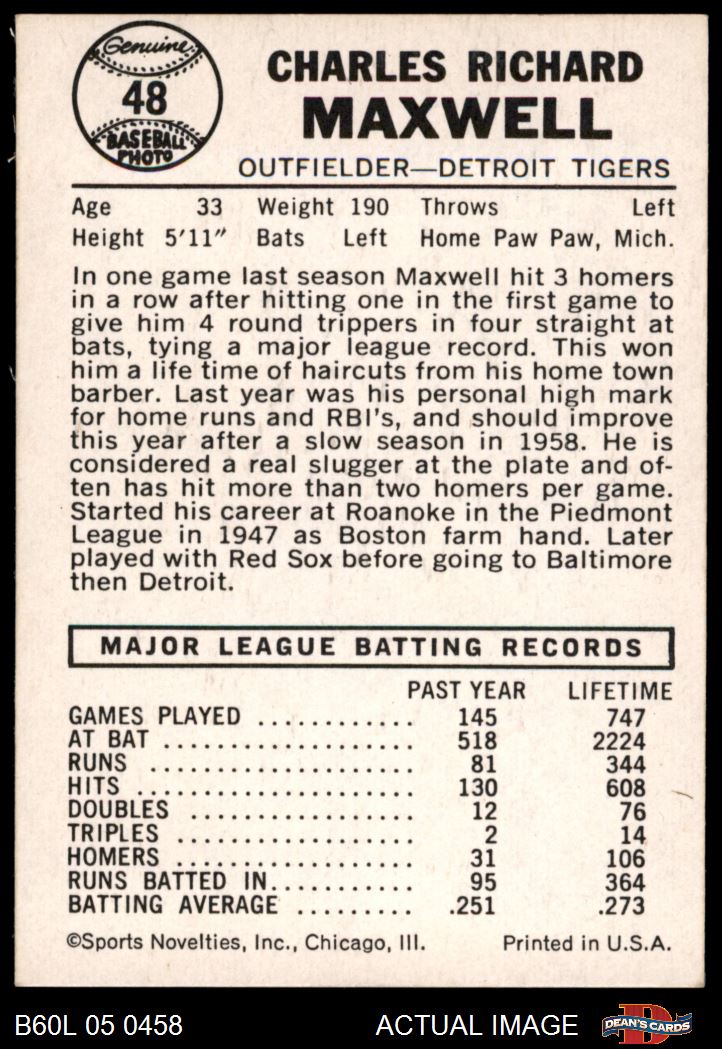 Genuine
48
BASEBALL
PHOTO
CHARLES RICHARD
MAXWELL
OUTFIELDER—DETROIT TIGERS
Age 33 Weight 190 Throws Left
Height 5'11" Bats Left Home Paw Paw, Mich.
In one game last season Maxwell hit 3 homers
in a row after hitting one in the first game to
give him 4 round trippers in four straight at
bats, tying a major league record. This won
him a life time of haircuts from his home town
barber. Last year was his personal high mark
for home runs and RBI's, and should improve
this year after a slow season in 1958. He is
considered a real slugger at the plate and of-
ten has hit more than two homers per game.
Started his career at Roanoke in the Piedmont
League in 1947 as Boston farm hand. Later
played with Red Sox before going to Baltimore
then Detroit.
MAJOR LEAGUE BATTING RECORDS
PAST YEAR LIFETIME
GAMES PLAYED ............ 145 747
AT BAT ..................... 518 2224
RUNS ...................... 81 344
HITS ....................... 130 608
DOUBLES ................... 12 76
TRIPLES .................... 2 14
HOMERS .................... 31 106
RUNS BATTED IN............ 95 364
BATTING AVERAGE ......... .251 .273
©Sports Novelties, Inc., Chicago, Ill. Printed in U.S.A.
B60L 05 0458 ACTUAL IMAGE D DEAN'S CARDS